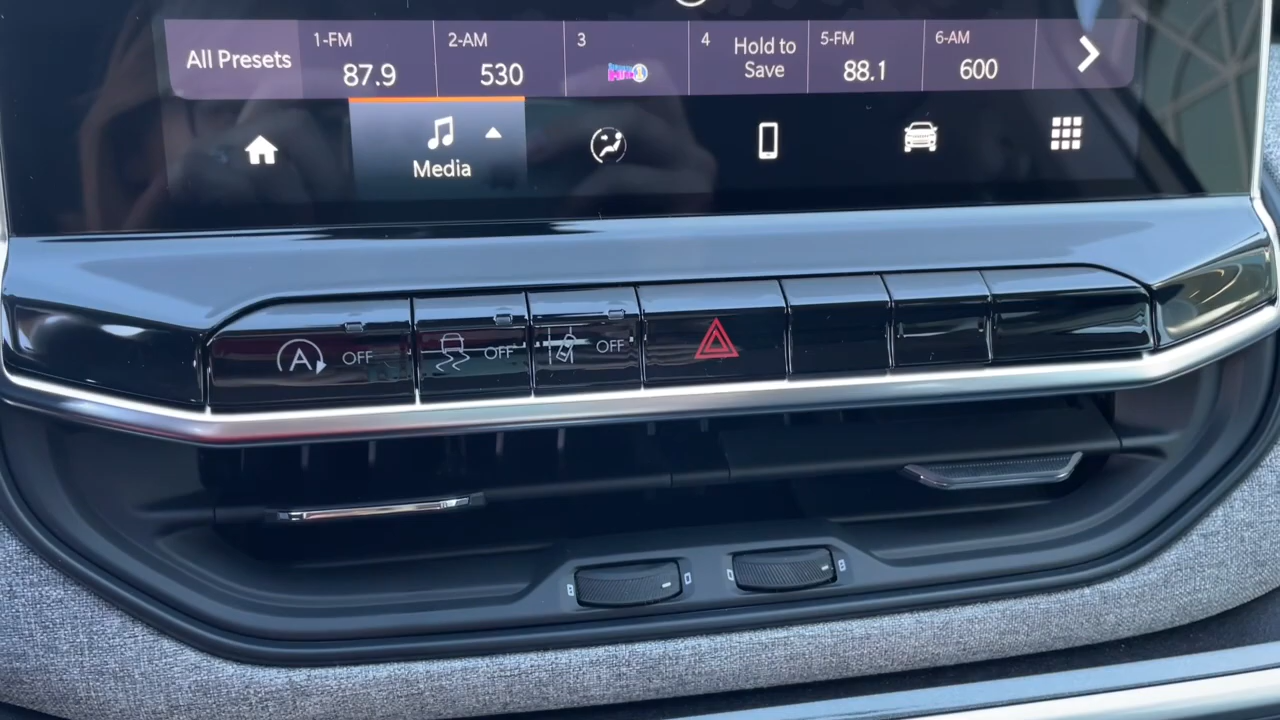 All Presets
1-FM
87.9
2-AM
530
3
4
Hold to
Save
5-FM
88.1
6-AM
600
Media
A OFF
OFF
OFF